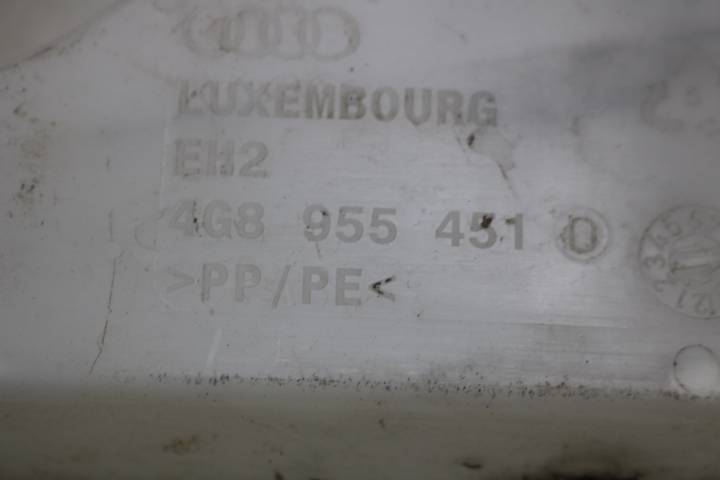 LUXEMBOURG
EH2
4G8 955 451 D
>PP/PE<